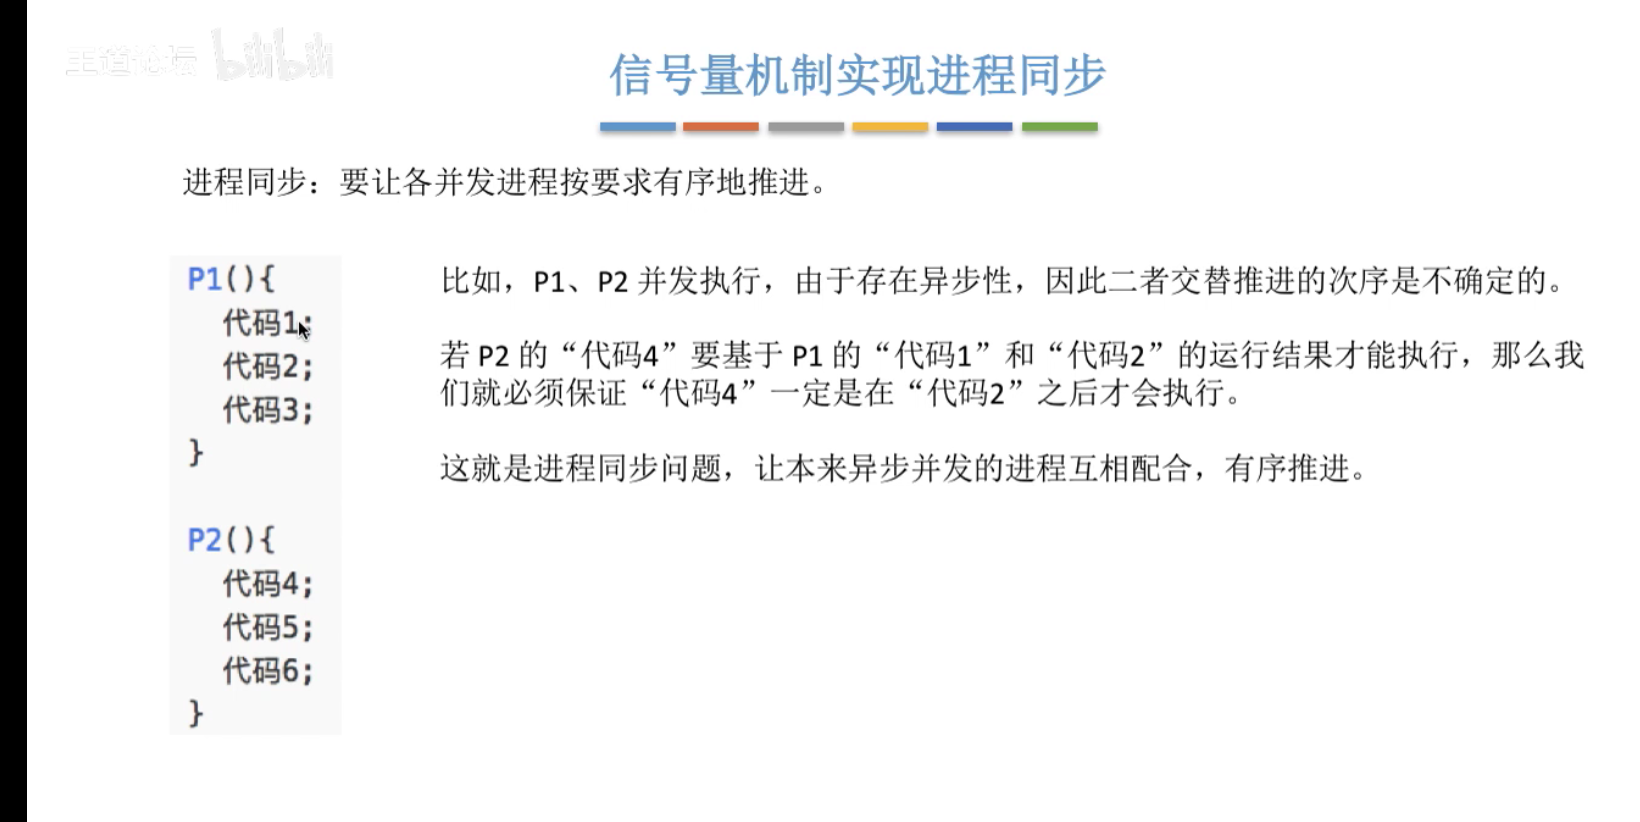 王道论坛 bilibili
信号量机制实现进程同步
进程同步：要让各并发进程按要求有序地推进。
P1(){
代码1;
代码2;
代码3;
}
P2(){
代码4;
代码5;
代码6;
}
比如，P1、P2 并发执行，由于存在异步性，因此二者交替推进的次序是不确定的。
若 P2 的“代码4”要基于 P1 的“代码1”和“代码2”的运行结果才能执行，那么我
们就必须保证“代码4”一定是在“代码2”之后才会执行。
这就是进程同步问题，让本来异步并发的进程互相配合，有序推进。